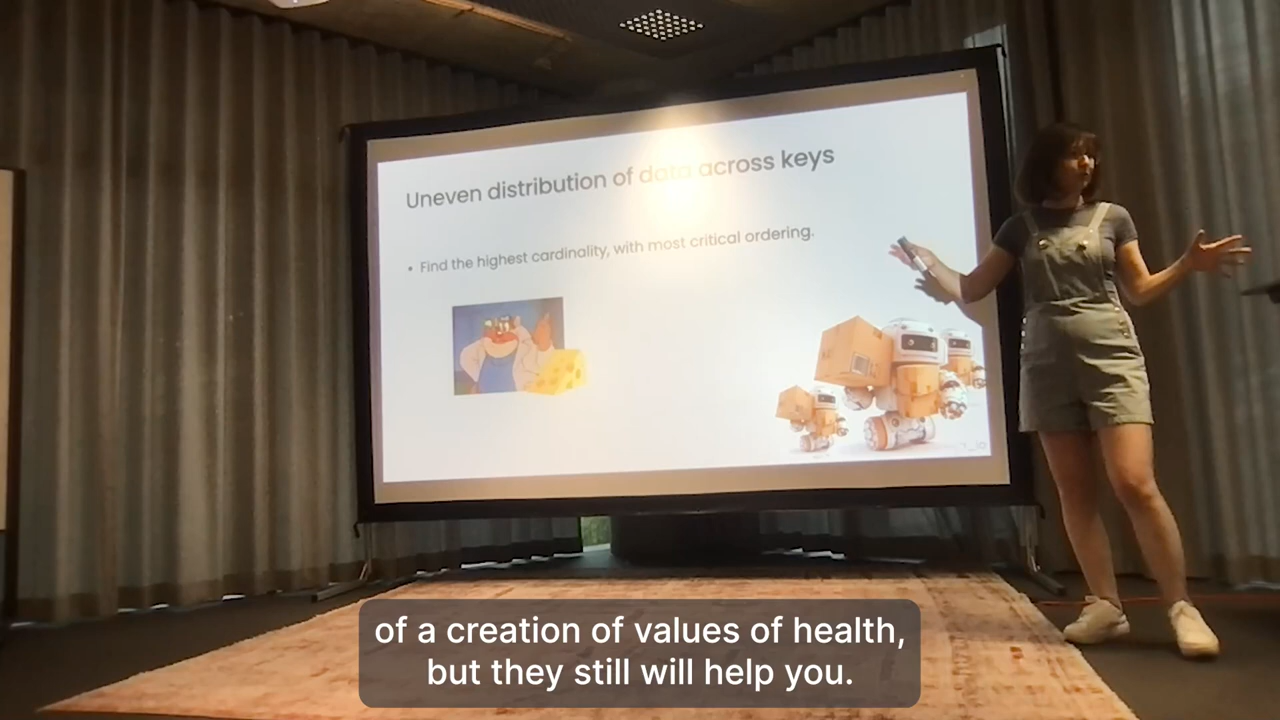 Uneven distribution of data across keys
• Find the highest cardinality, with most critical ordering.
of a creation of values of health,
but they still will help you.